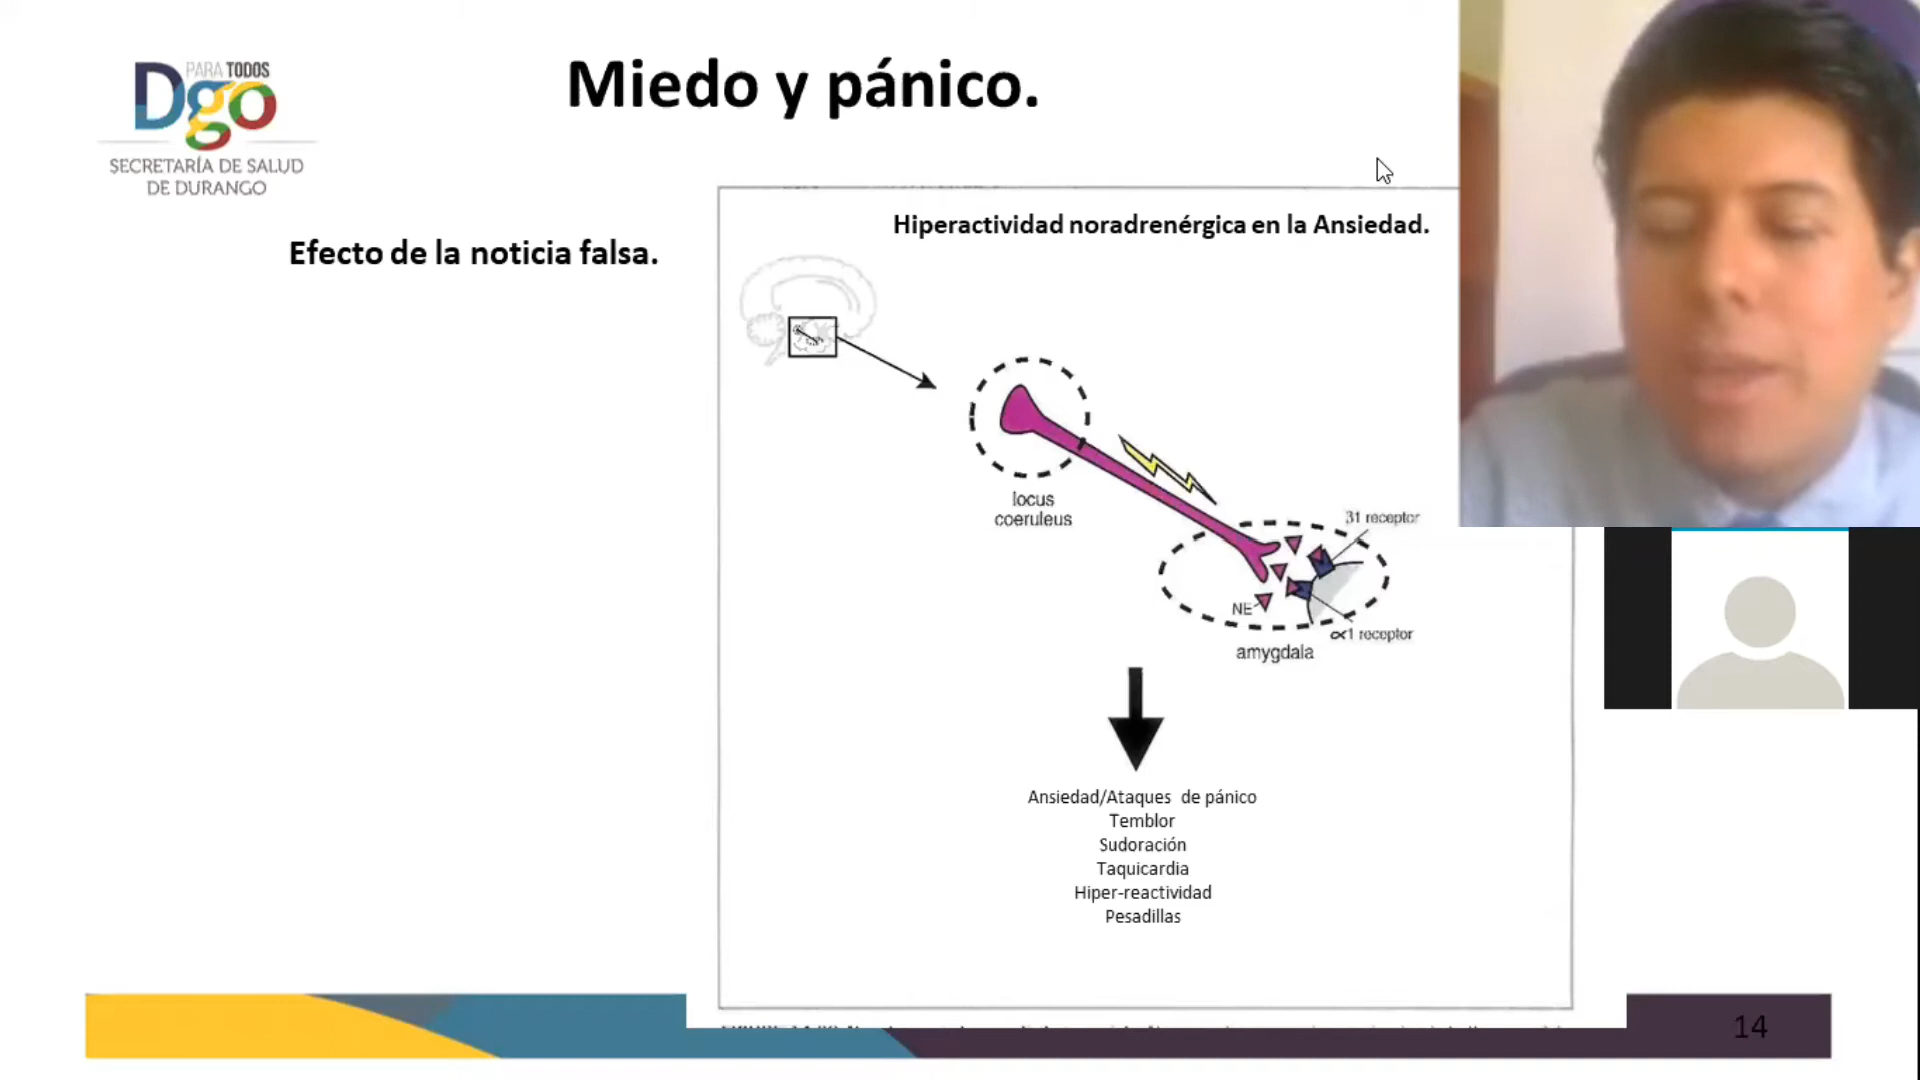 PARA TODOS
Dgo
SECRETARÍA DE SALUD
DE DURANGO
Miedo y pánico.
Efecto de la noticia falsa.
Hiperactividad noradrenérgica en la Ansiedad.
locus
coeruleus
31 receptor
NE
∝1 receptor
amygdala
Ansiedad/Ataques de pánico
Temblor
Sudoración
Taquicardia
Hiper-reactividad
Pesadillas
14